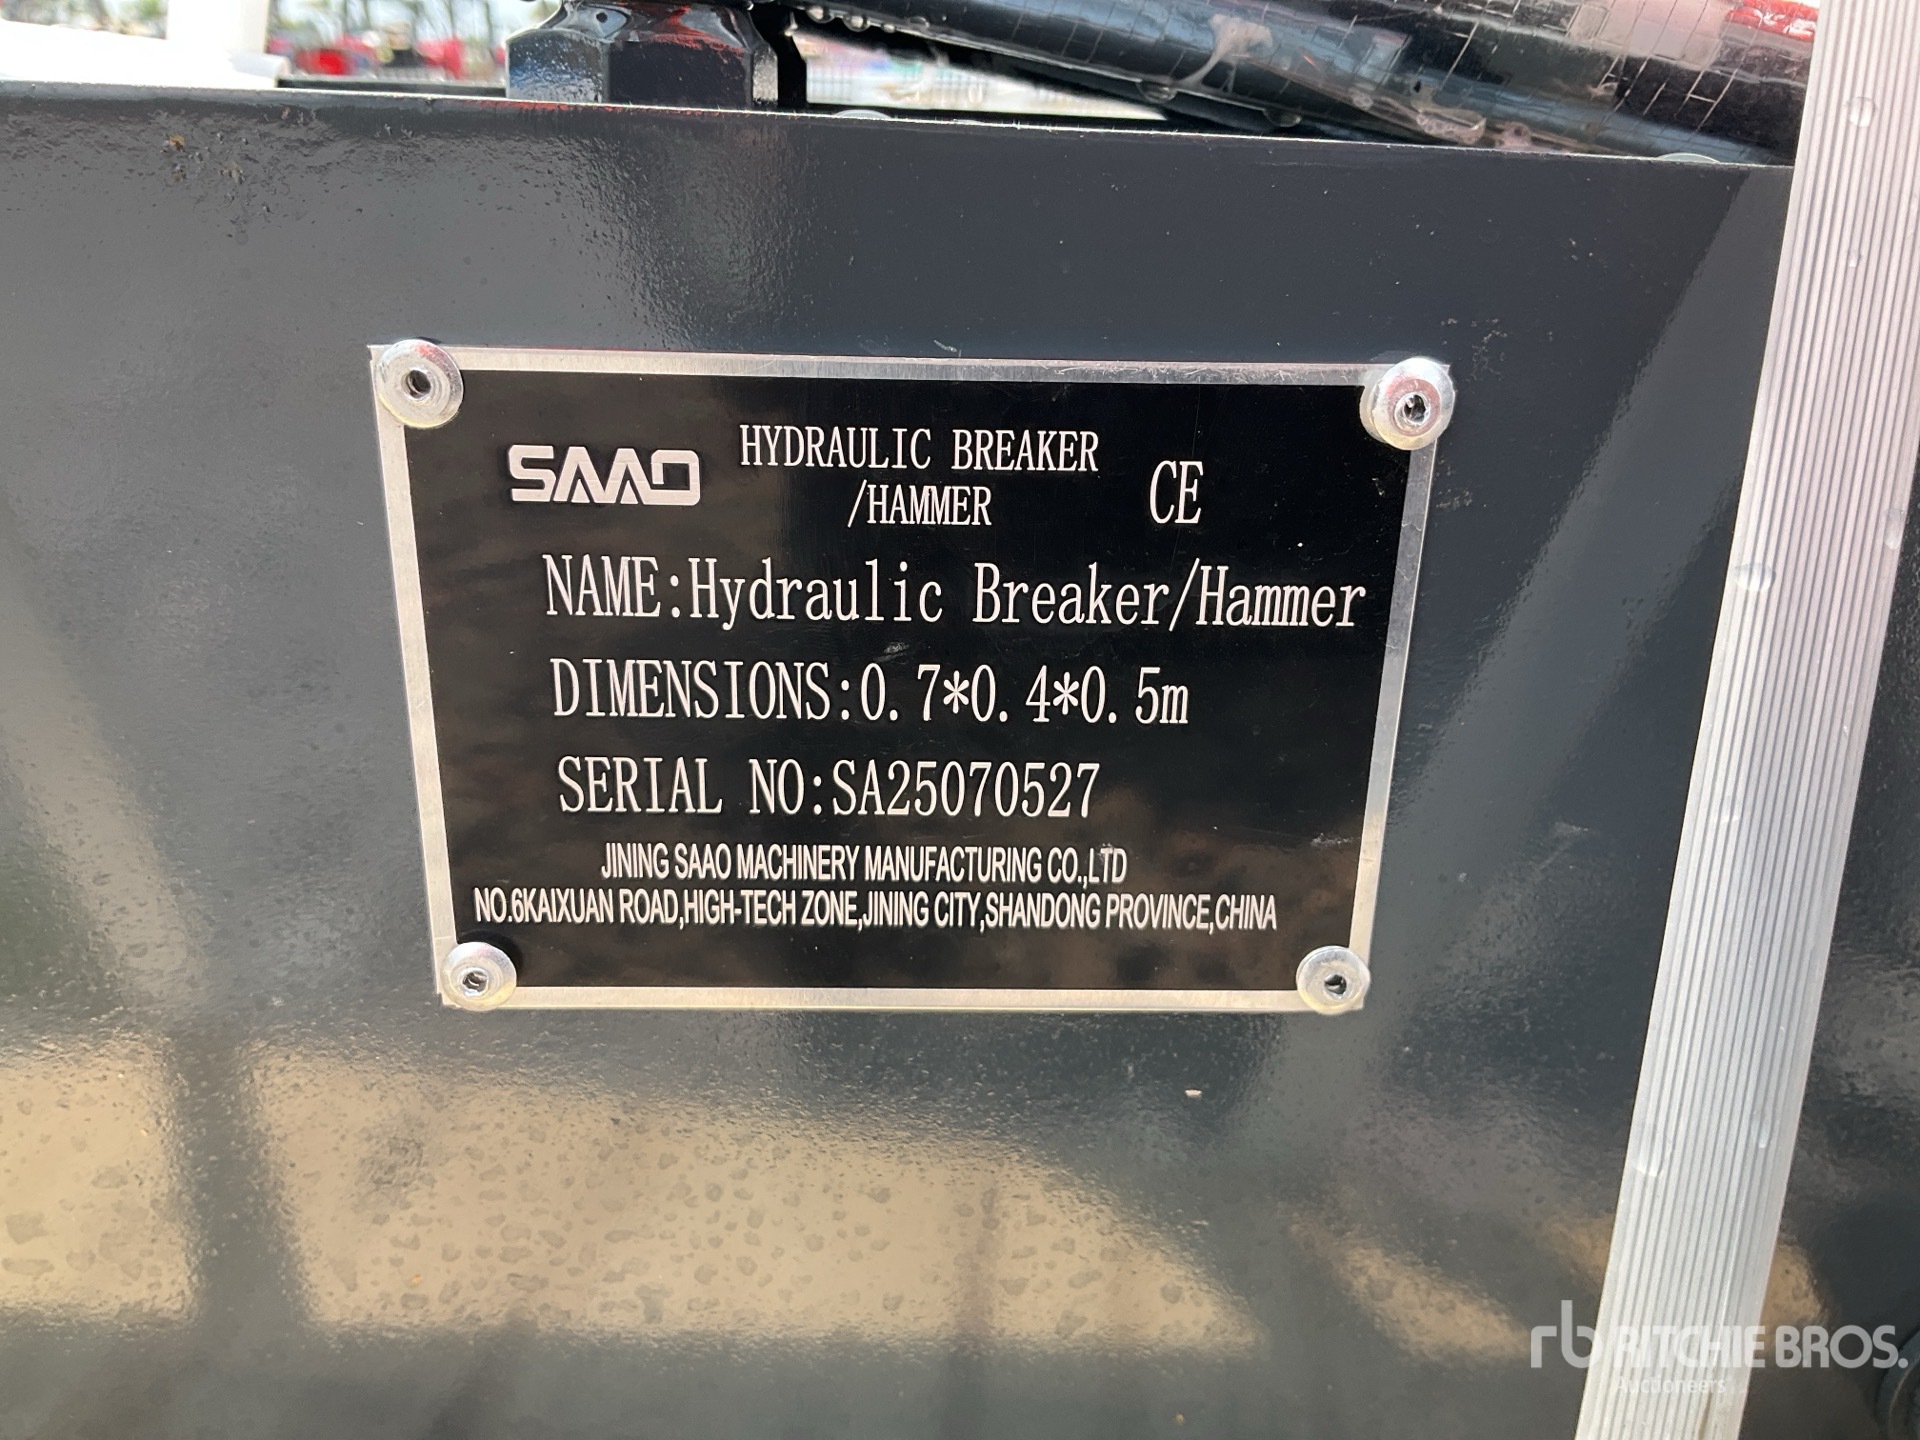 SAAO
HYDRAULIC BREAKER
/HAMMER
CE
NAME:Hydraulic Breaker/Hammer
DIMENSIONS:0.7*0.4*0.5m
SERIAL NO:SA25070527
JINING SAAO MACHINERY MANUFACTURING CO.,LTD
NO.6KAIXUAN ROAD,HIGH-TECH ZONE,JINING CITY,SHANDONG PROVINCE,CHINA
rb RITCHIE BROS.
Auctioneers